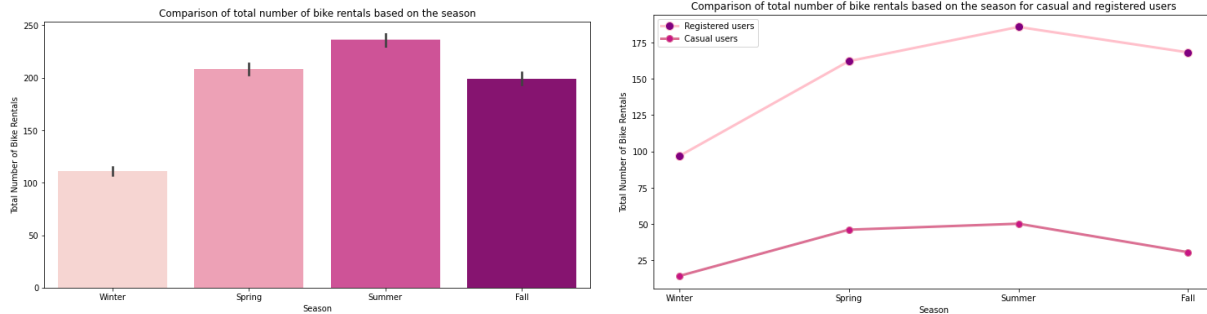 Comparison of total number of bike rentals based on the season
250
200
150
100
50
0
Total Number of Bike Rentals
Winter Spring Summer Fall
Season
Comparison of total number of bike rentals based on the season for casual and registered users
Registered users
Casual users
175
150
125
100
75
50
25
Total Number of Bike Rentals
Winter Spring Summer Fall
Season